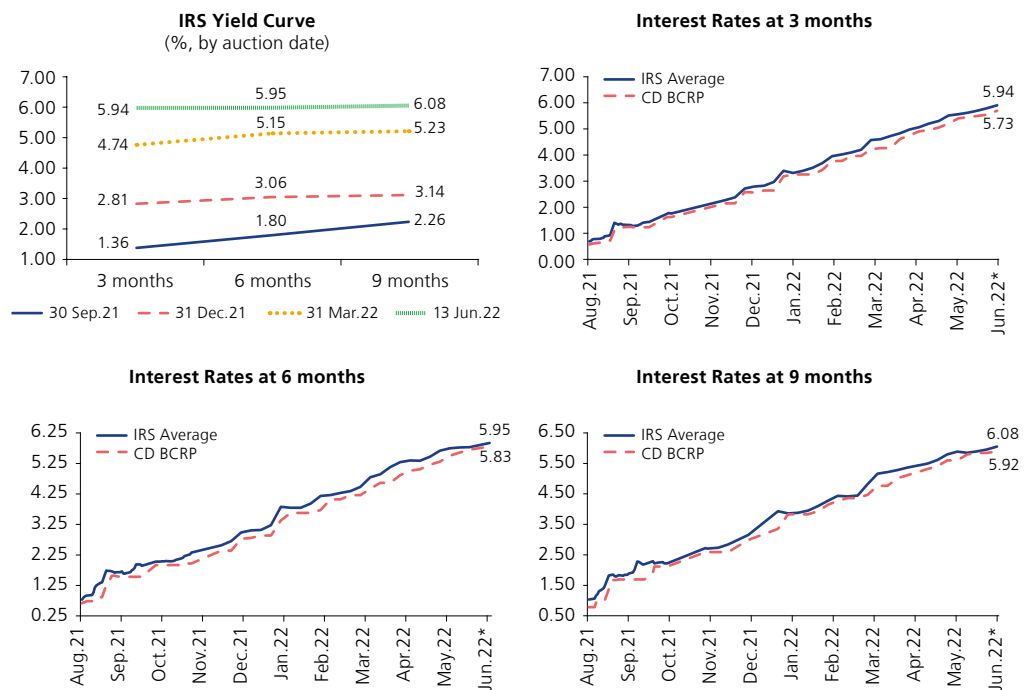 IRS Yield Curve
(%, by auction date)
7.00
6.00
5.00
4.00
3.00
2.00
1.00
5.94
5.95
6.08
4.74
5.15
5.23
2.81
3.06
3.14
1.36
1.80
2.26
3 months
6 months
9 months
30 Sep.21
31 Dec.21
31 Mar.22
13 Jun.22
Interest Rates at 3 months
IRS Average
CD BCRP
7.00
6.00
5.00
4.00
3.00
2.00
1.00
0.00
5.94
5.73
Aug.21
Sep.21
Oct.21
Nov.21
Dec.21
Jan.22
Feb.22
Mar.22
Apr.22
May.22
Jun.22*
Interest Rates at 6 months
IRS Average
CD BCRP
6.25
5.25
4.25
3.25
2.25
1.25
0.25
5.95
5.83
Aug.21
Sep.21
Oct.21
Nov.21
Dec.21
Jan.22
Feb.22
Mar.22
Apr.22
May.22
Jun.22*
Interest Rates at 9 months
IRS Average
CD BCRP
6.50
5.50
4.50
3.50
2.50
1.50
0.50
6.08
5.92
Aug.21
Sep.21
Oct.21
Nov.21
Dec.21
Jan.22
Feb.22
Mar.22
Apr.22
May.22
Jun.22*